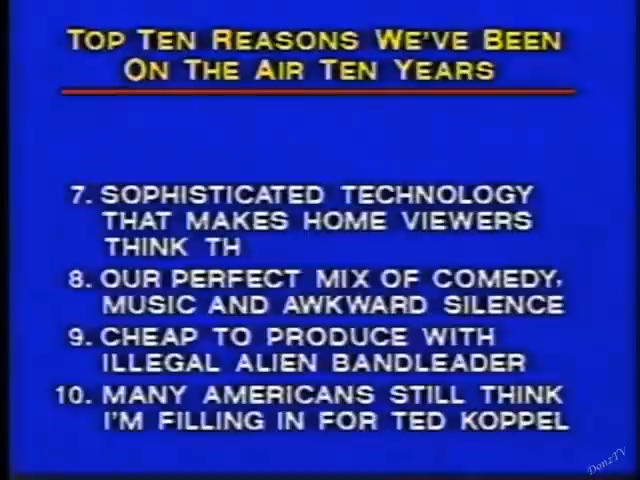 TOP TEN REASONS WE'VE BEEN
ON THE AIR TEN YEARS
7. SOPHISTICATED TECHNOLOGY
THAT MAKES HOME VIEWERS
THINK TH
8. OUR PERFECT MIX OF COMEDY,
MUSIC AND AWKWARD SILENCE
9. CHEAP TO PRODUCE WITH
ILLEGAL ALIEN BANDLEADER
10. MANY AMERICANS STILL THINK
I'M FILLING IN FOR TED KOPPEL
DonzTV